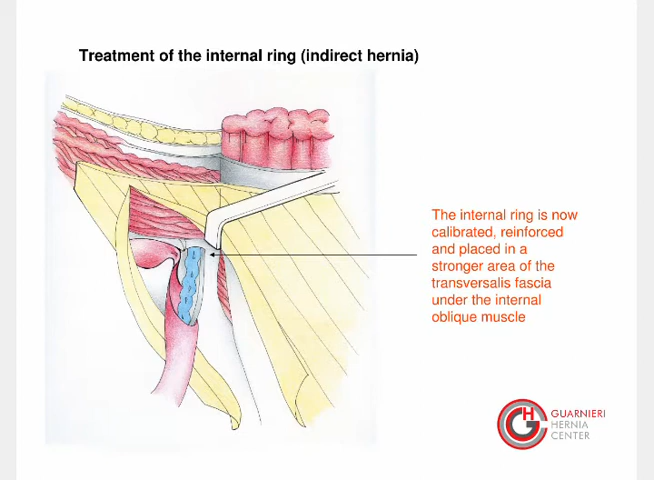 Treatment of the internal ring (indirect hernia)
The internal ring is now
calibrated, reinforced
and placed in a
stronger area of the
transversalis fascia
under the internal
oblique muscle
GH
GUARNIERI
HERNIA
CENTER